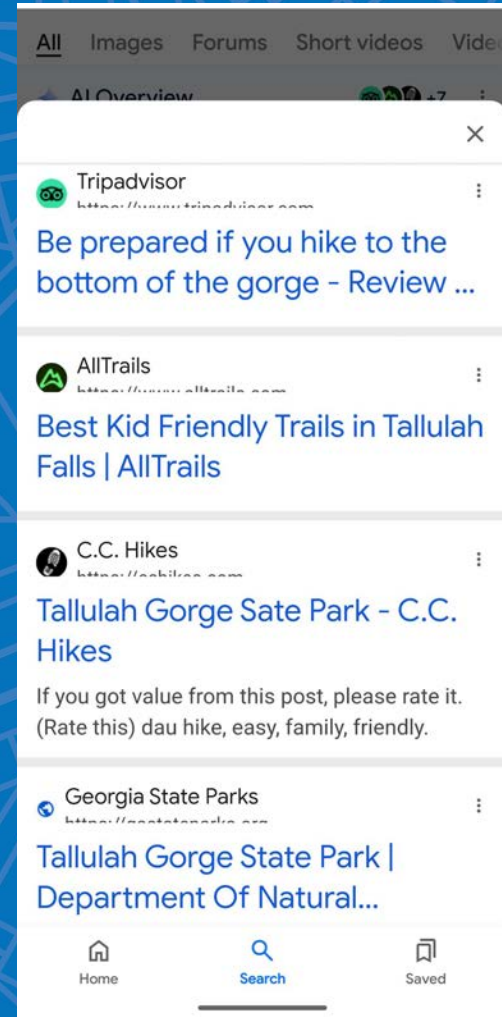 All Images Forums Short videos
AI Overview +7
Tripadvisor
Be prepared if you hike to the
bottom of the gorge - Review ...
AllTrails
Best Kid Friendly Trails in Tallulah
Falls | AllTrails
C.C. Hikes
Tallulah Gorge Sate Park - C.C.
Hikes
If you got value from this post, please rate it.
(Rate this) dau hike, easy, family, friendly.
Georgia State Parks
Tallulah Gorge State Park |
Department Of Natural...
Home Search Saved